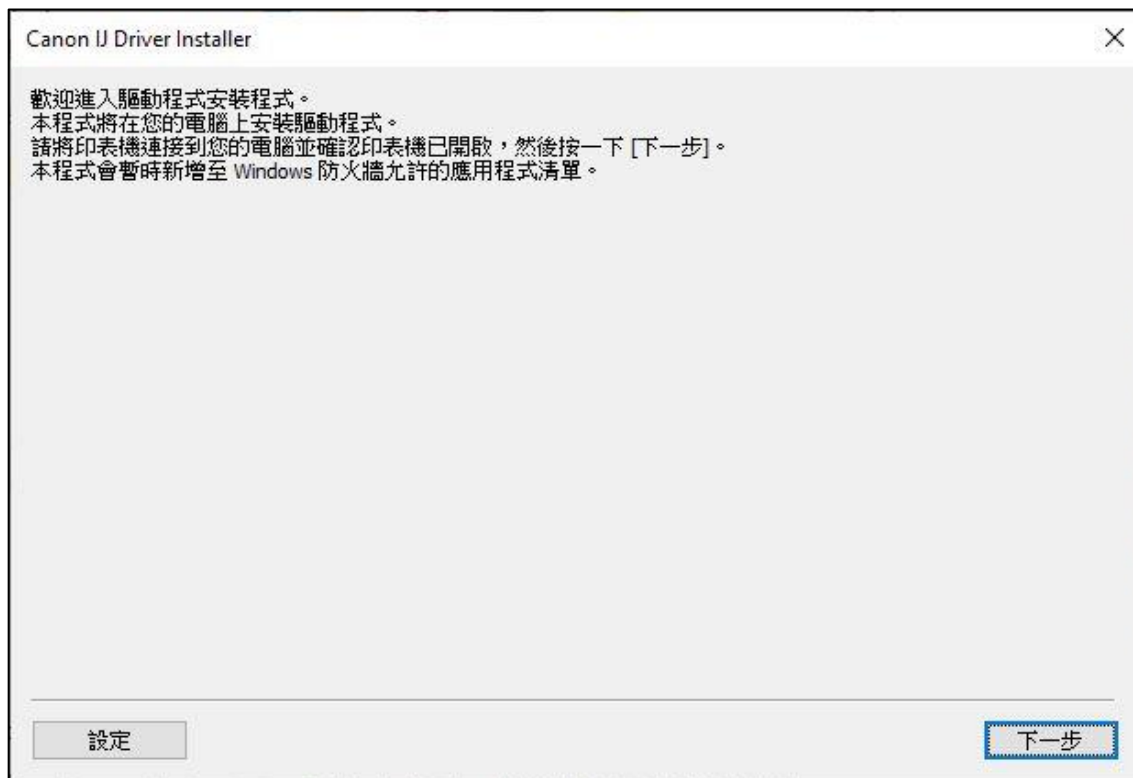 Canon IJ Driver Installer
歡迎進入驅動程式安裝程式。
本程式將在您的電腦上安裝驅動程式。
請將印表機連接到您的電腦並確認印表機已開啟，然後按一下 [下一步]。
本程式會暫時新增至 Windows 防火牆允許的應用程式清單。
設定
下一步